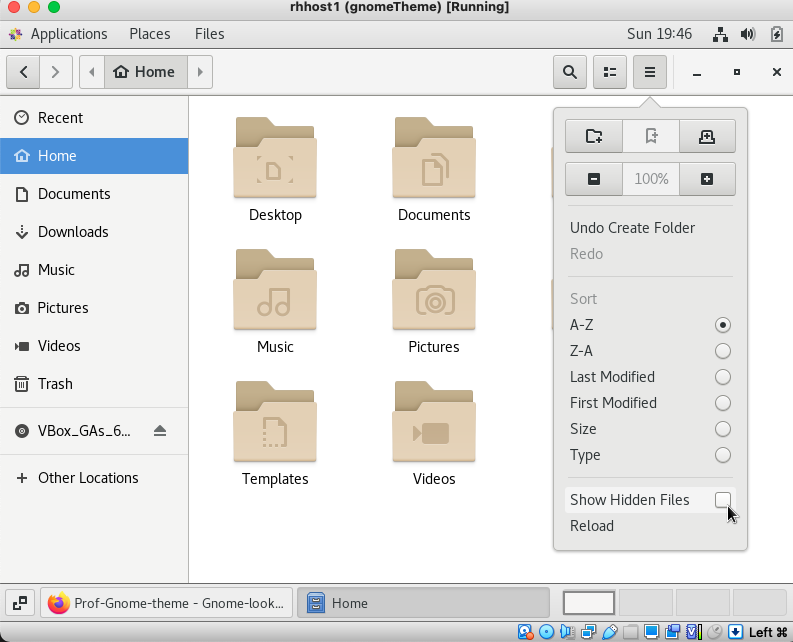 rhhost1 (gnomeTheme) [Running]
Applications Places Files Sun 19:46
Home
Recent
Home
Documents
Downloads
Music
Pictures
Videos
Trash
VBox_GAs_6...
Other Locations
Desktop Documents
Music Pictures
Templates Videos
100%
Undo Create Folder
Redo
Sort
A-Z
Z-A
Last Modified
First Modified
Size
Type
Show Hidden Files
Reload
Prof-Gnome-theme - Gnome-look... Home
Left ⌘